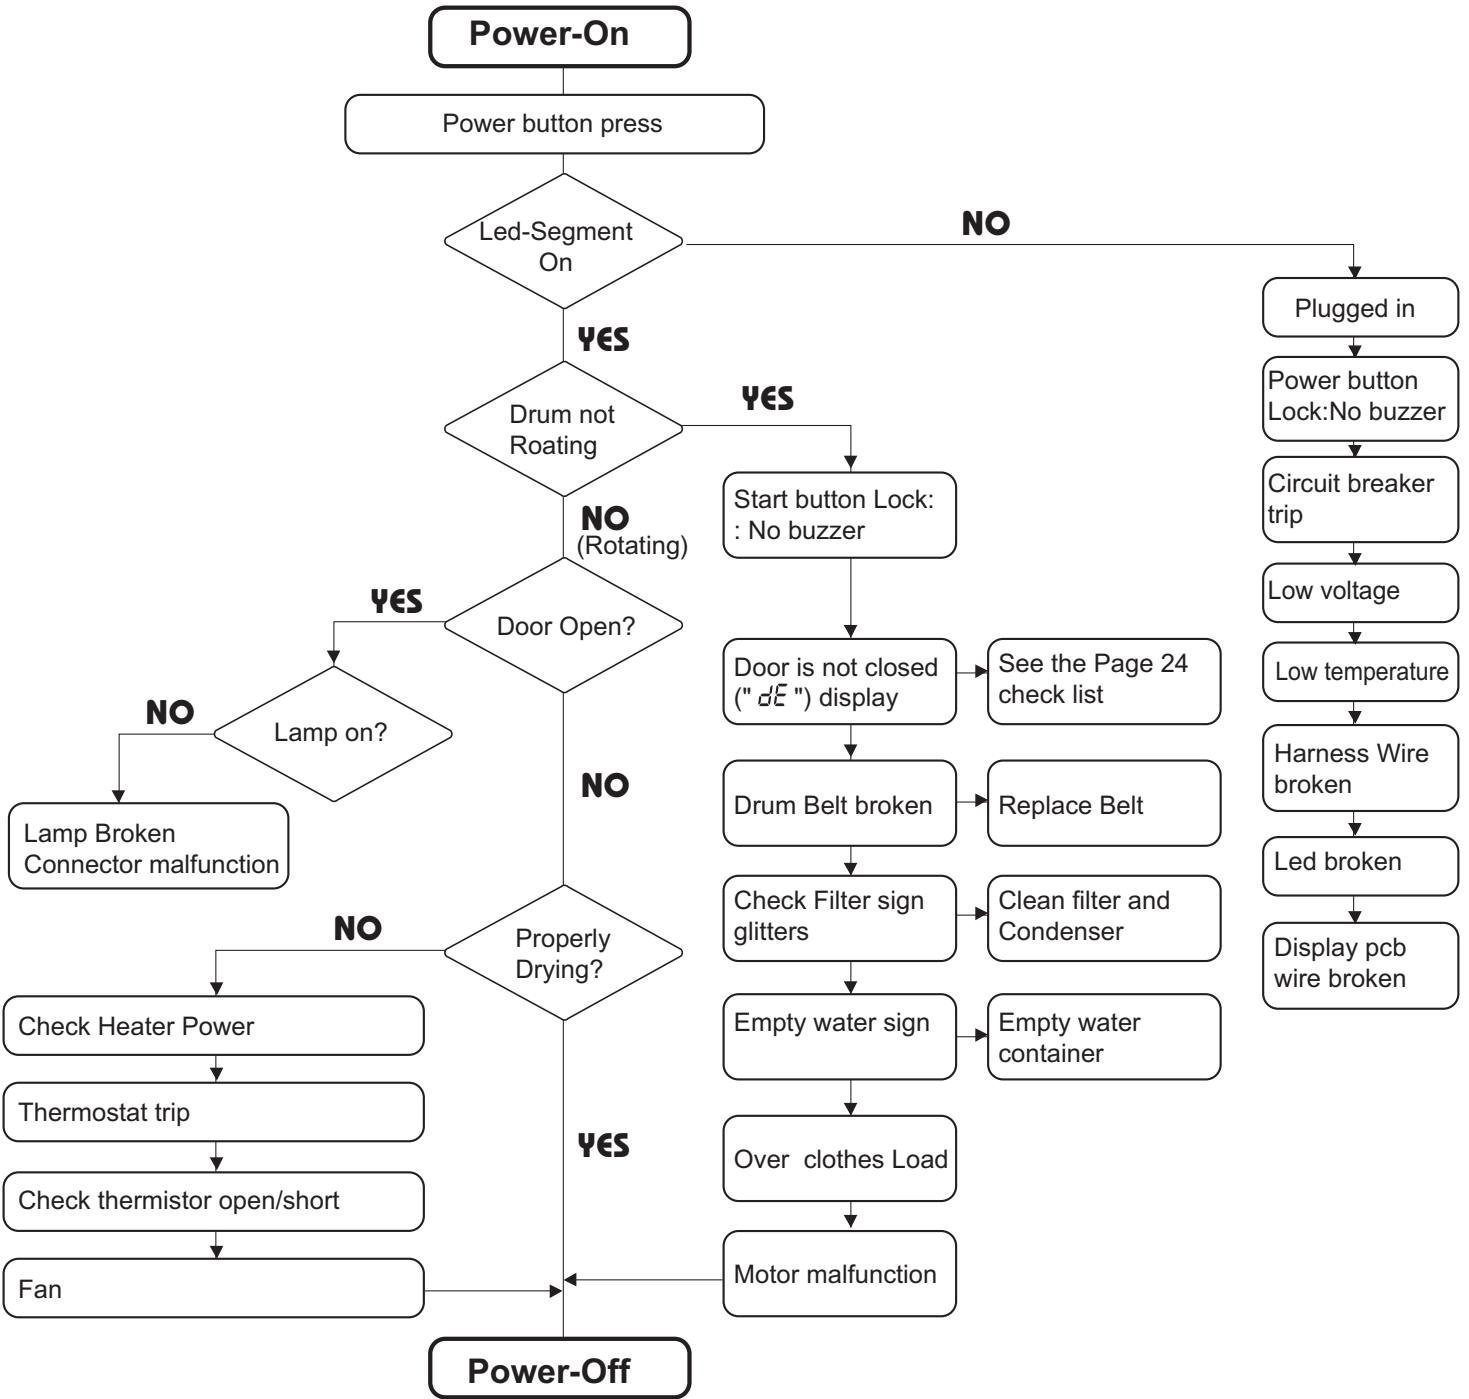 Power-On
Power button press
Led-Segment
On
NO
YES
Plugged in
Power button
Lock:No buzzer
Circuit breaker
trip
Low voltage
Low temperature
Harness Wire
broken
Led broken
Display pcb
wire broken
Drum not
Roating
YES
NO
(Rotating)
Start button Lock:
: No buzzer
Door is not closed
(" dE ") display
See the Page 24
check list
Drum Belt broken
Replace Belt
Check Filter sign
glitters
Clean filter and
Condenser
Empty water sign
Empty water
container
Over clothes Load
Motor malfunction
Door Open?
YES
NO
Lamp on?
NO
Lamp Broken
Connector malfunction
Properly
Drying?
NO
YES
Check Heater Power
Thermostat trip
Check thermistor open/short
Fan
Power-Off